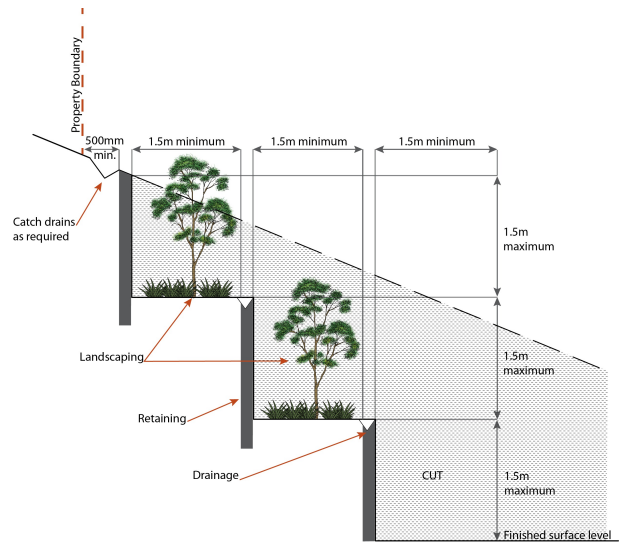 Property Boundary
500mm
min.
1.5m minimum
1.5m minimum
1.5m minimum
Catch drains
as required
1.5m
maximum
Landscaping
1.5m
maximum
Retaining
Drainage
CUT
1.5m
maximum
Finished surface level